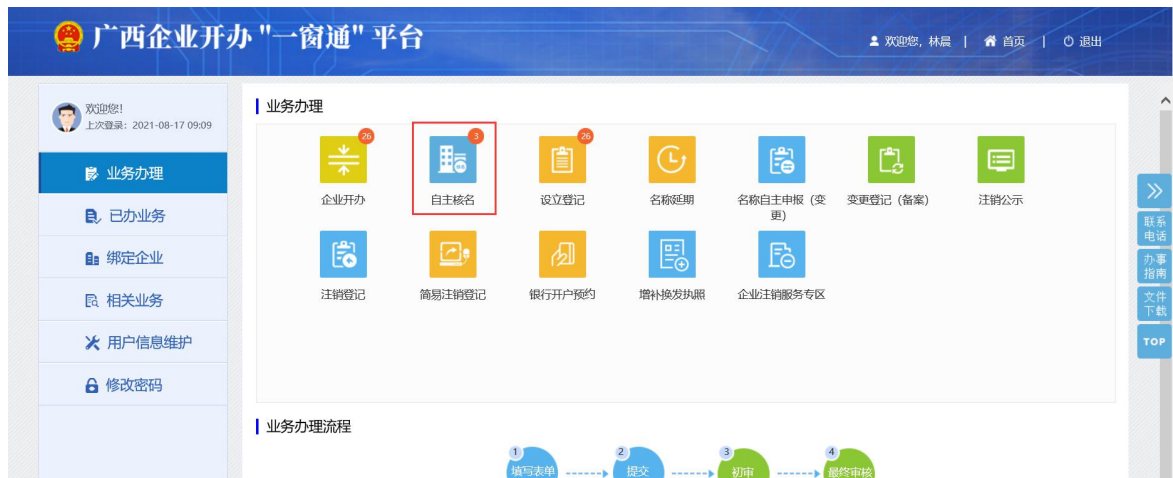 广西企业开办"一窗通"平台
欢迎您，林晨 | 首页 | 退出
欢迎您!
上次登录：2021-08-17 09:09
业务办理
已办业务
绑定企业
相关业务
用户信息维护
修改密码
业务办理
26
3
26
企业开办
自主核名
设立登记
名称延期
名称自主申报（变
更）
变更登记（备案）
注销公示
注销登记
简易注销登记
银行开户预约
增补换发执照
企业注销服务专区
业务办理流程
1
填写表单
2
提交
3
初审
4
最终审核
联系
电话
办事
指南
文件
下载
TOP